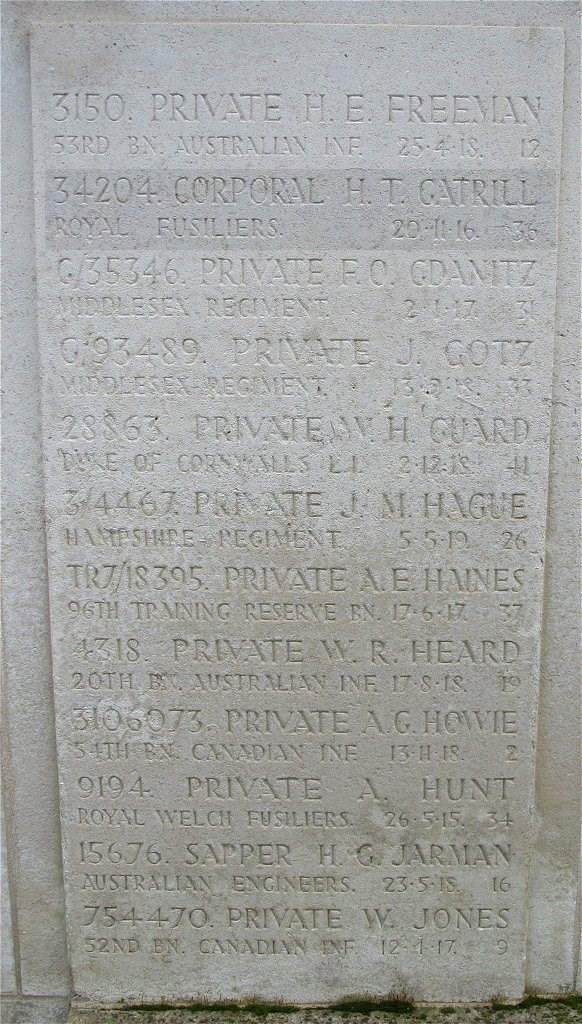 3150. PRIVATE H. E. FREEMAN
53RD BN. AUSTRALIAN INF. 25·4·18. 12
34204. CORPORAL H. T. GATRILL
ROYAL FUSILIERS. 20·11·16. 36
G/35346. PRIVATE F. O. GDANITZ
MIDDLESEX REGIMENT. 2·1·17. 31
G/93489. PRIVATE J. GOTZ
MIDDLESEX REGIMENT. 18. 33
28863. PRIVATE W. H. GUARD
DUKE OF CORNWALLS L.I. 2·12·18. 41
3/4467. PRIVATE J. M. HAGUE
HAMPSHIRE REGIMENT. 5·5·19. 26
TR7/18395. PRIVATE A. E. HAINES
96TH TRAINING RESERVE BN. 17·6·17. 37
4318. PRIVATE W. R. HEARD
20TH BN. AUSTRALIAN INF. 17·8·18. 19
3106073. PRIVATE A. G. HOWIE
54TH BN. CANADIAN INF. 13·11·18. 2
9194. PRIVATE A. HUNT
ROYAL WELCH FUSILIERS. 26·5·15. 34
15676. SAPPER H. G. JARMAN
AUSTRALIAN ENGINEERS. 23·5·18. 16
754470. PRIVATE W. JONES
52ND BN. CANADIAN INF. 12·1·17. 9